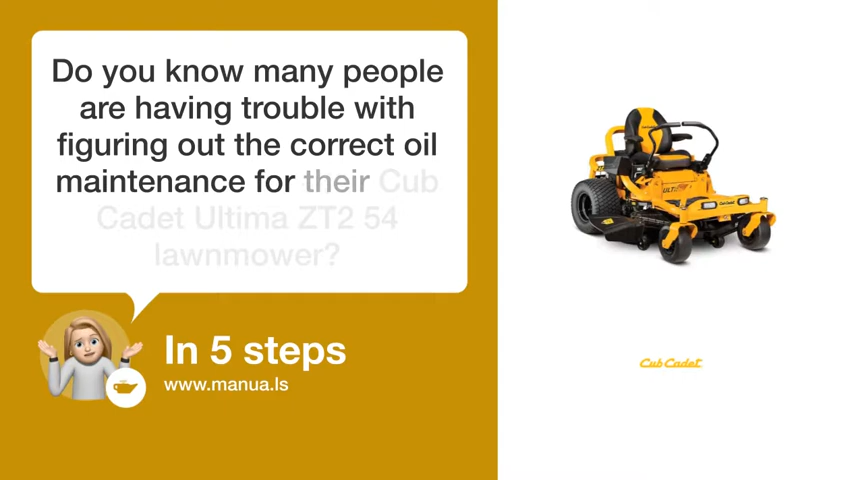 Do you know many people
are having trouble with
figuring out the correct oil
maintenance for their Cub
Cadet Ultima ZT2 54
lawnmower?
In 5 steps
www.manua.ls
Cub Cadet